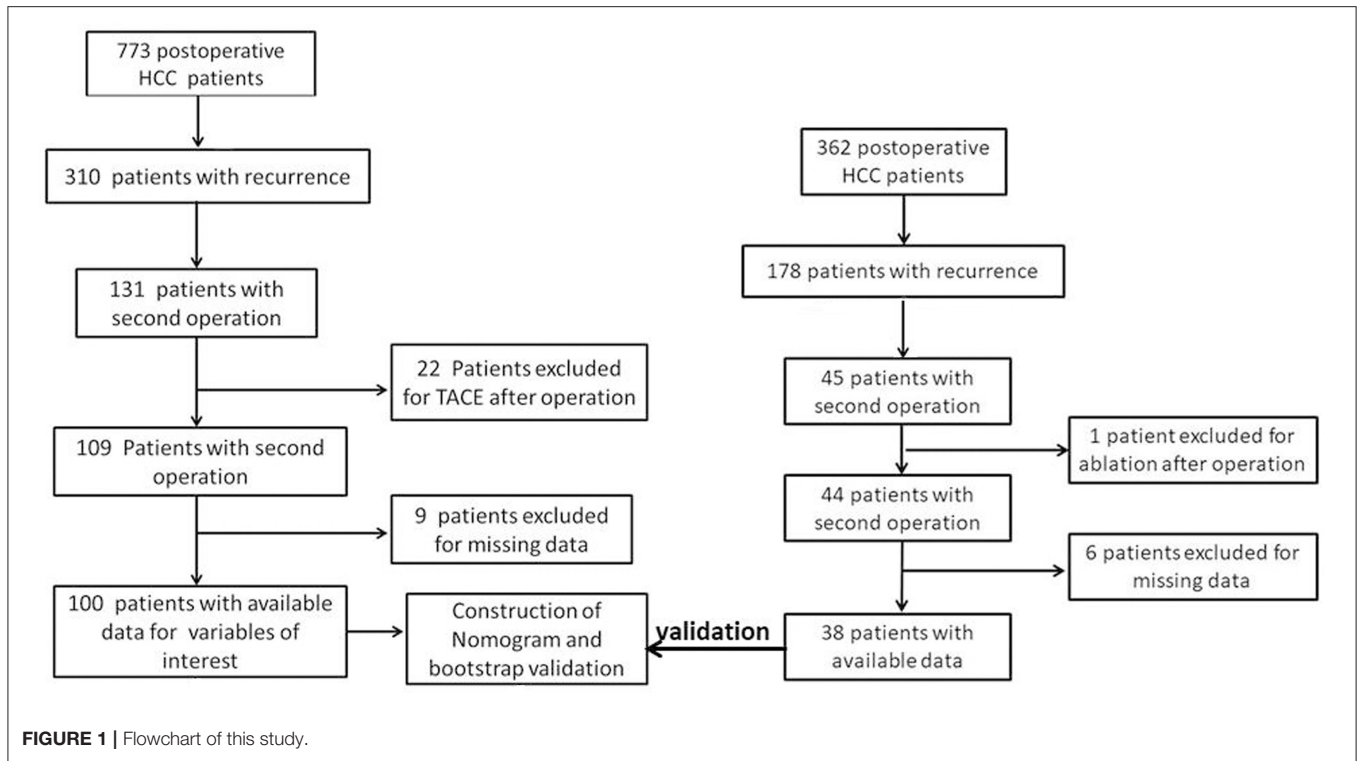 773 postoperative
HCC patients
310 patients with recurrence
131 patients with
second operation
22 Patients excluded
for TACE after operation
109 Patients with second
operation
9 patients excluded
for missing data
100 patients with available
data for variables of
interest
Construction of
Nomogram and
bootstrap validation
validation
362 postoperative
HCC patients
178 patients with recurrence
45 patients with
second operation
1 patient excluded for
ablation after operation
44 patients with
second operation
6 patients excluded for
missing data
38 patients with
available data
FIGURE 1 | Flowchart of this study.